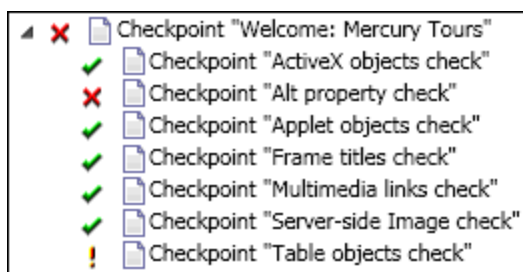 Checkpoint "Welcome: Mercury Tours"
Checkpoint "ActiveX objects check"
Checkpoint "Alt property check"
Checkpoint "Applet objects check"
Checkpoint "Frame titles check"
Checkpoint "Multimedia links check"
Checkpoint "Server-side Image check"
Checkpoint "Table objects check"